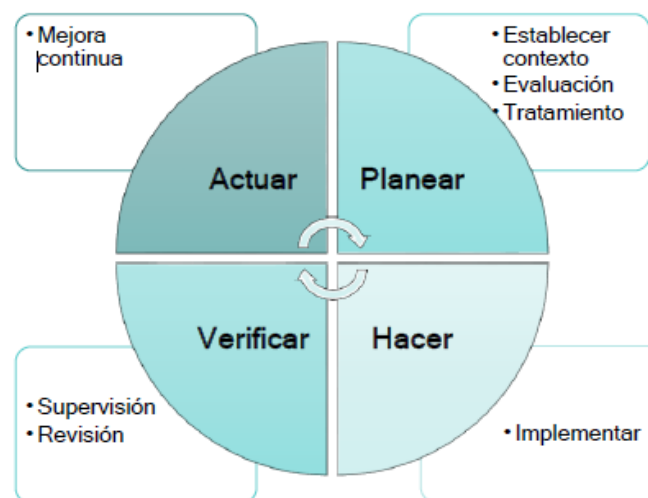 • Mejora
continua
• Establecer
contexto
• Evaluación
• Tratamiento
Actuar
Planear
Verificar
Hacer
• Supervisión
• Revisión
• Implementar